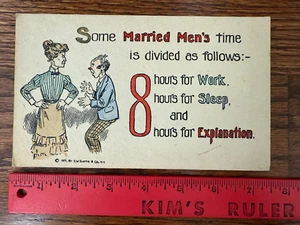 Some Married Men's time
is divided as follows:-
8 hours for Work,
hours for Sleep,
and
hours for Explanation.
KIM'S RULER